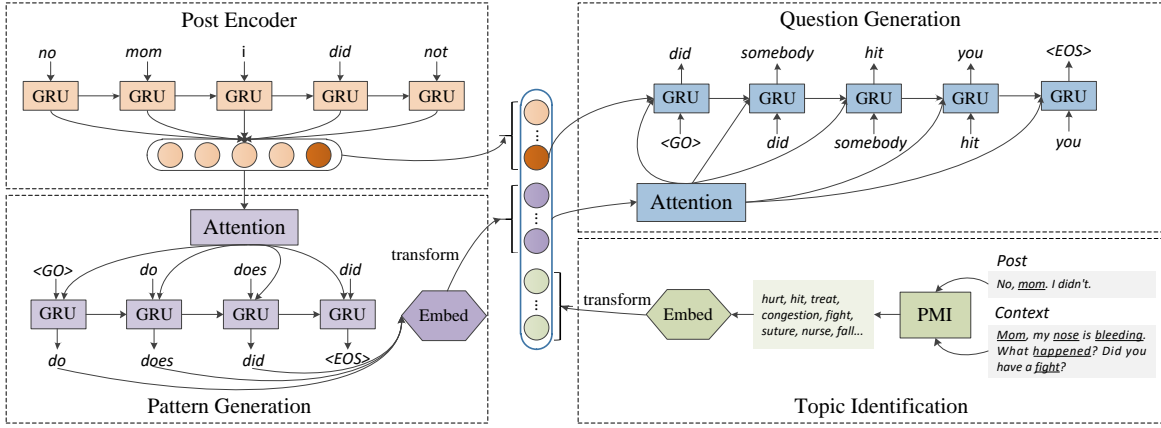 Post Encoder
no mom i did not
GRU GRU GRU GRU GRU
Attention
<GO> do does did
GRU GRU GRU GRU
do does did <EOS>
Embed
transform
Pattern Generation
Question Generation
did somebody hit you <EOS>
GRU GRU GRU GRU GRU
<GO> did somebody hit you
Attention
transform
Embed
hurt, hit, treat,
congestion, fight,
suture, nurse, fall...
PMI
Post
No, mom. I didn't.
Context
Mom, my nose is bleeding.
What happened? Did you
have a fight?
Topic Identification